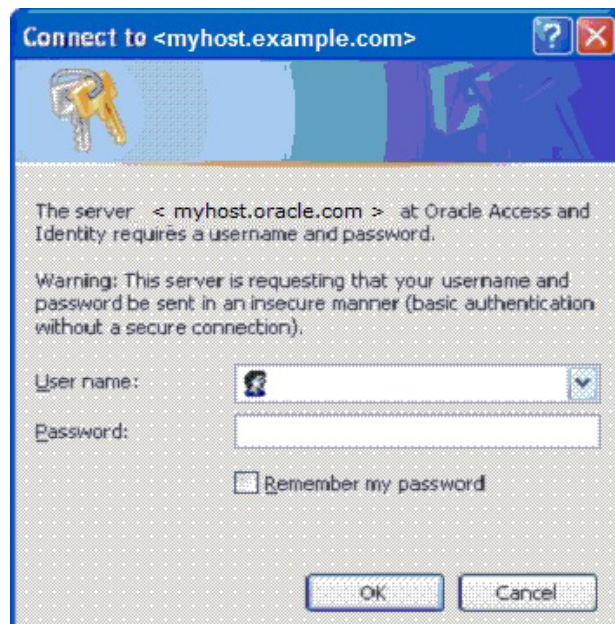 Connect to <myhost.example.com>
?
The server < myhost.oracle.com > at Oracle Access and
Identity requires a username and password.
Warning: This server is requesting that your username and
password be sent in an insecure manner (basic authentication
without a secure connection).
User name:
Password:
Remember my password
OK Cancel